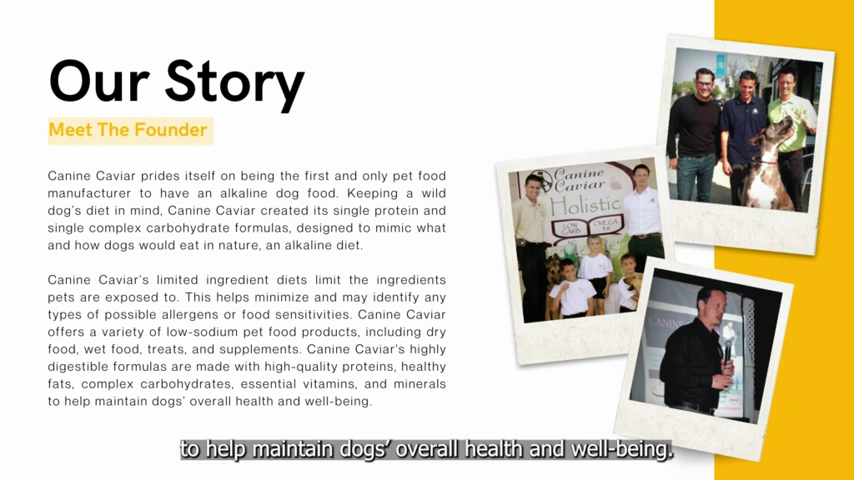 Our Story
Meet The Founder
Canine Caviar prides itself on being the first and only pet food
manufacturer to have an alkaline dog food. Keeping a wild
dog's diet in mind, Canine Caviar created its single protein and
single complex carbohydrate formulas, designed to mimic what
and how dogs would eat in nature, an alkaline diet.
Canine Caviar's limited ingredient diets limit the ingredients
pets are exposed to. This helps minimize and may identify any
types of possible allergens or food sensitivities. Canine Caviar
offers a variety of low-sodium pet food products, including dry
food, wet food, treats, and supplements. Canine Caviar's highly
digestible formulas are made with high-quality proteins, healthy
fats, complex carbohydrates, essential vitamins, and minerals
to help maintain dogs' overall health and well-being.
Canine
Caviar
Holistic
LOW
CARB
OMEGA
CANINE
to help maintain dogs' overall health and well-being.